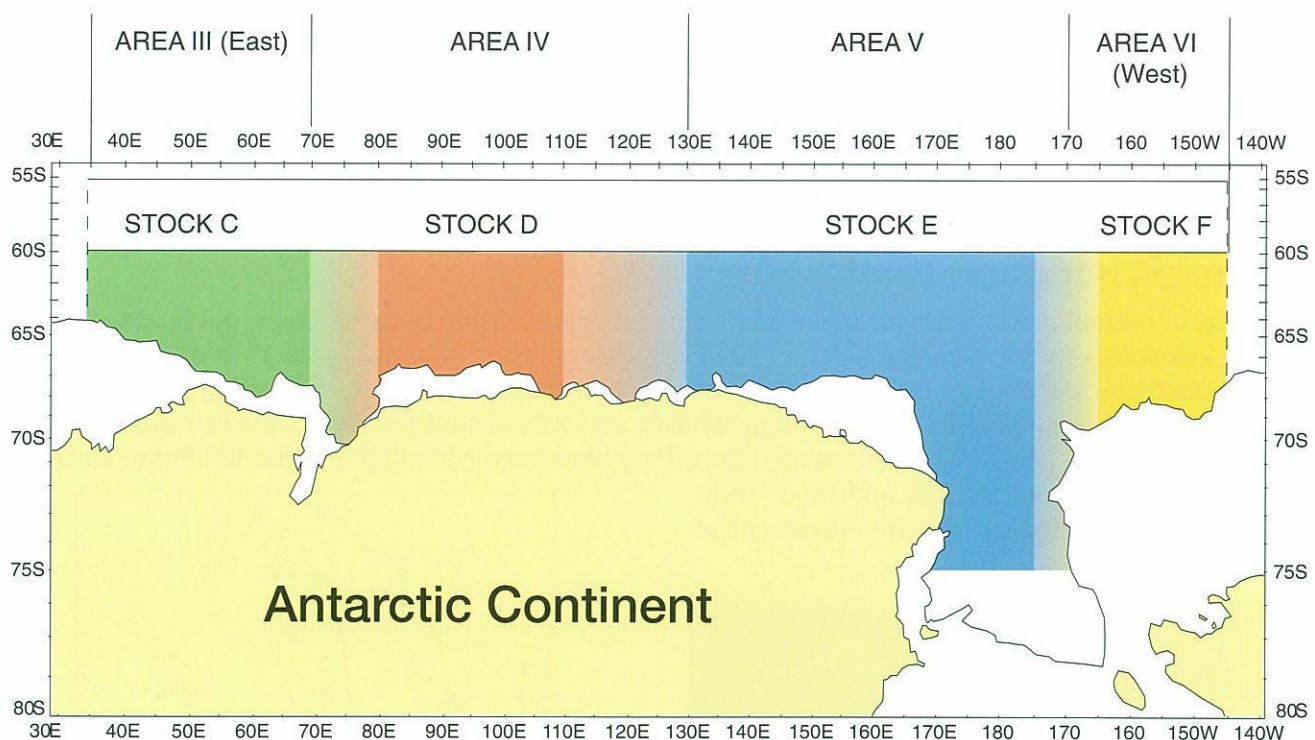 AREA III (East) AREA IV AREA V AREA VI
(West)
30E 40E 50E 60E 70E 80E 90E 100E 110E 120E 130E 140E 150E 160E 170E 180 170 160 150W 140W
55S 55S
STOCK C STOCK D STOCK E STOCK F
60S 60S
65S 65S
70S 70S
75S 75S
Antarctic Continent
80S 80S
30E 40E 50E 60E 70E 80E 90E 100E 110E 120E 130E 140E 150E 160E 170E 180 170 160 150W 140W